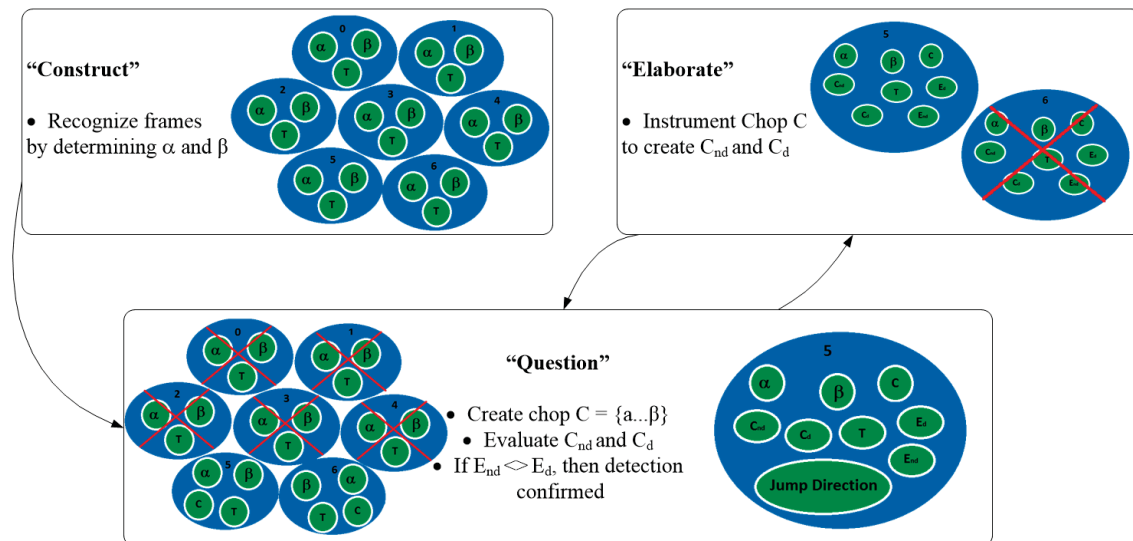 “Construct”
• Recognize frames
by determining α and β
0
α β
T
1
α β
T
2
α β
T
3
α β
T
4
α β
T
5
α β
T
6
α β
T
“Elaborate”
• Instrument Chop C
to create Cnd and Cd
5
α β C
Cnd T Ed
Cd End
6
α β C
Cnd T Ed
Cd End
“Question”
• Create chop C = {a...β}
• Evaluate Cnd and Cd
• If End <> Ed, then detection
confirmed
0
α β
T
1
α β
T
2
α β
T
3
α β
T
4
α β
T
5
α β
C T
6
β α
T C
5
α β C
Cnd Cd T Ed
End
Jump Direction